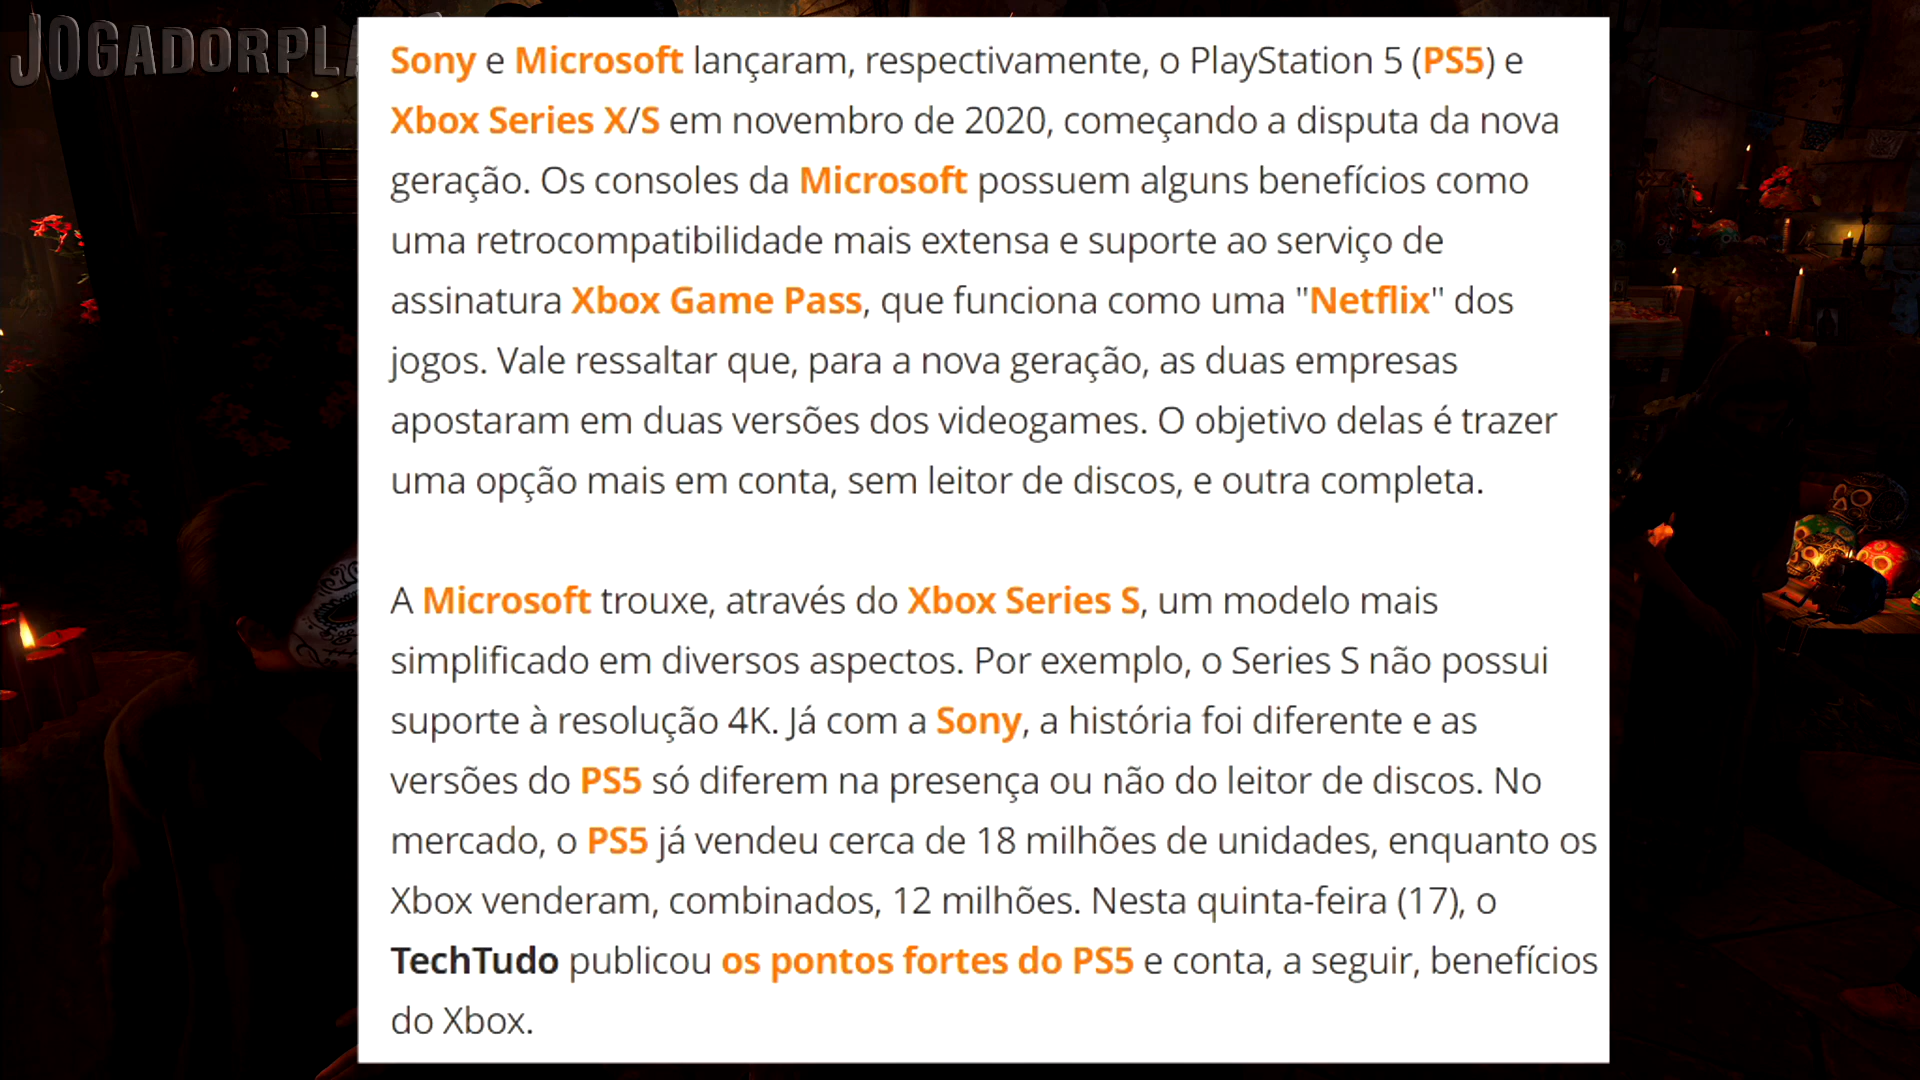 Sony e Microsoft lançaram, respectivamente, o PlayStation 5 (PS5) e
Xbox Series X/S em novembro de 2020, começando a disputa da nova
geração. Os consoles da Microsoft possuem alguns benefícios como
uma retrocompatibilidade mais extensa e suporte ao serviço de
assinatura Xbox Game Pass, que funciona como uma "Netflix" dos
jogos. Vale ressaltar que, para a nova geração, as duas empresas
apostaram em duas versões dos videogames. O objetivo delas é trazer
uma opção mais em conta, sem leitor de discos, e outra completa.
A Microsoft trouxe, através do Xbox Series S, um modelo mais
simplificado em diversos aspectos. Por exemplo, o Series S não possui
suporte à resolução 4K. Já com a Sony, a história foi diferente e as
versões do PS5 só diferem na presença ou não do leitor de discos. No
mercado, o PS5 já vendeu cerca de 18 milhões de unidades, enquanto os
Xbox venderam, combinados, 12 milhões. Nesta quinta-feira (17), o
TechTudo publicou os pontos fortes do PS5 e conta, a seguir, benefícios
do Xbox.